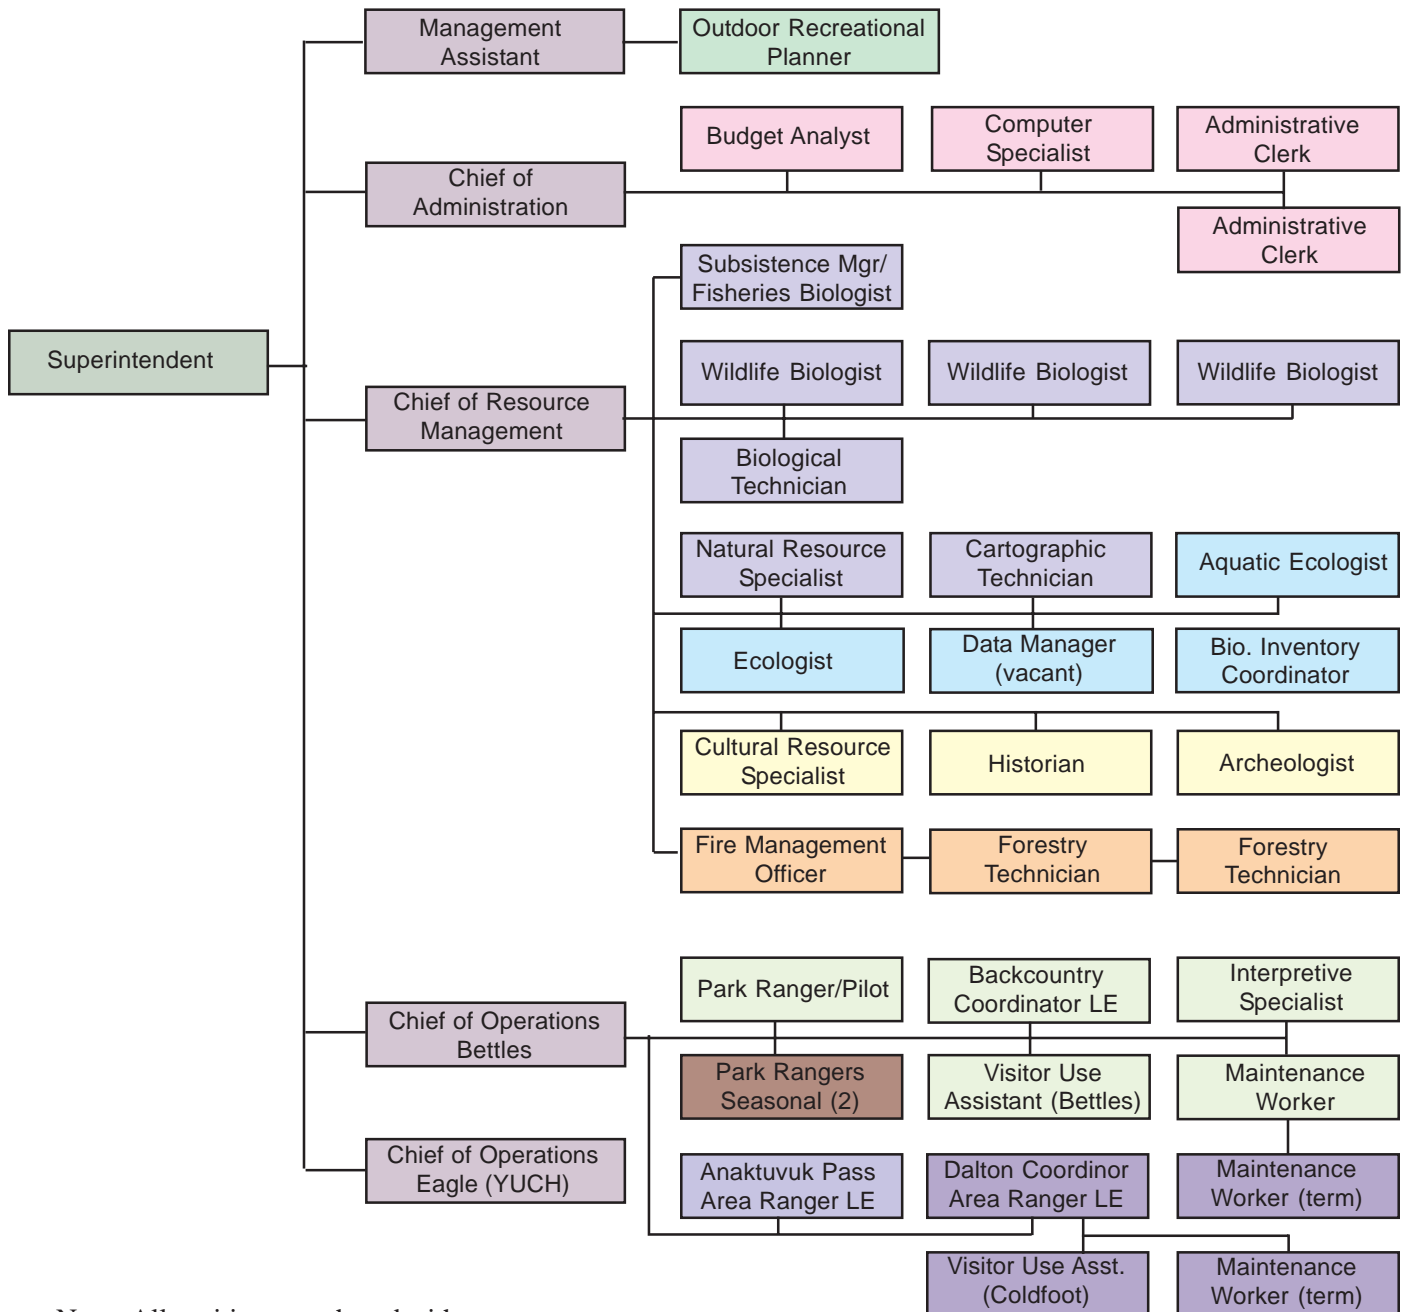 Management
Assistant
Outdoor Recreational
Planner
Budget Analyst
Computer
Specialist
Administrative
Clerk
Chief of
Administration
Administrative
Clerk
Subsistence Mgr/
Fisheries Biologist
Superintendent
Wildlife Biologist
Wildlife Biologist
Wildlife Biologist
Chief of Resource
Management
Biological
Technician
Natural Resource
Specialist
Cartographic
Technician
Aquatic Ecologist
Ecologist
Data Manager
(vacant)
Bio. Inventory
Coordinator
Cultural Resource
Specialist
Historian
Archeologist
Fire Management
Officer
Forestry
Technician
Forestry
Technician
Park Ranger/Pilot
Backcountry
Coordinator LE
Interpretive
Specialist
Chief of Operations
Bettles
Park Rangers
Seasonal (2)
Visitor Use
Assistant (Bettles)
Maintenance
Worker
Chief of Operations
Eagle (YUCH)
Anaktuvuk Pass
Area Ranger LE
Dalton Coordinor
Area Ranger LE
Maintenance
Worker (term)
Visitor Use Asst.
(Coldfoot)
Maintenance
Worker (term)